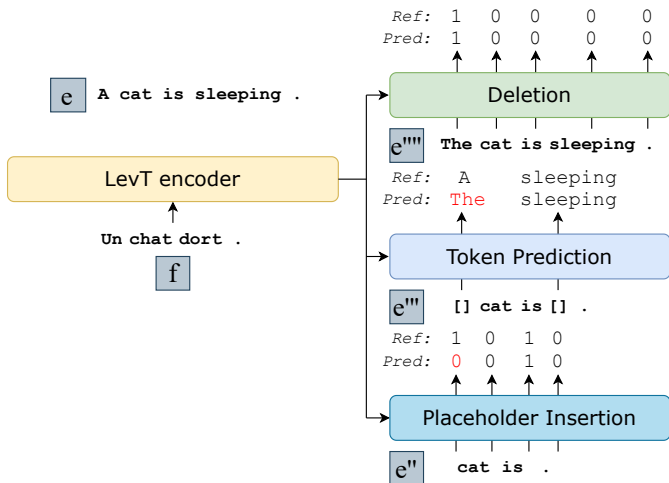 Ref: 1 0 0 0 0
Pred: 1 0 0 0 0
Deletion
e A cat is sleeping .
e'''' The cat is sleeping .
LevT encoder
Ref: A sleeping
Pred: The sleeping
Un chat dort .
f
Token Prediction
e''' [] cat is [] .
Ref: 1 0 1 0
Pred: 0 0 1 0
Placeholder Insertion
e'' cat is .